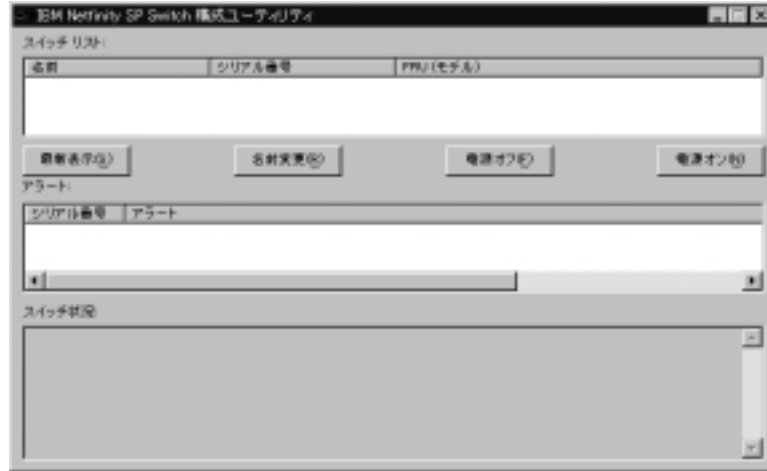 IBM Netfinity SP Switch 構成ユーティリティ
スイッチ リスト:
名前 シリアル番号 FRU (モデル)
最新表示(L) 名前変更(R) 電源オフ(F) 電源オン(N)
アラート:
シリアル番号 アラート
スイッチ状況